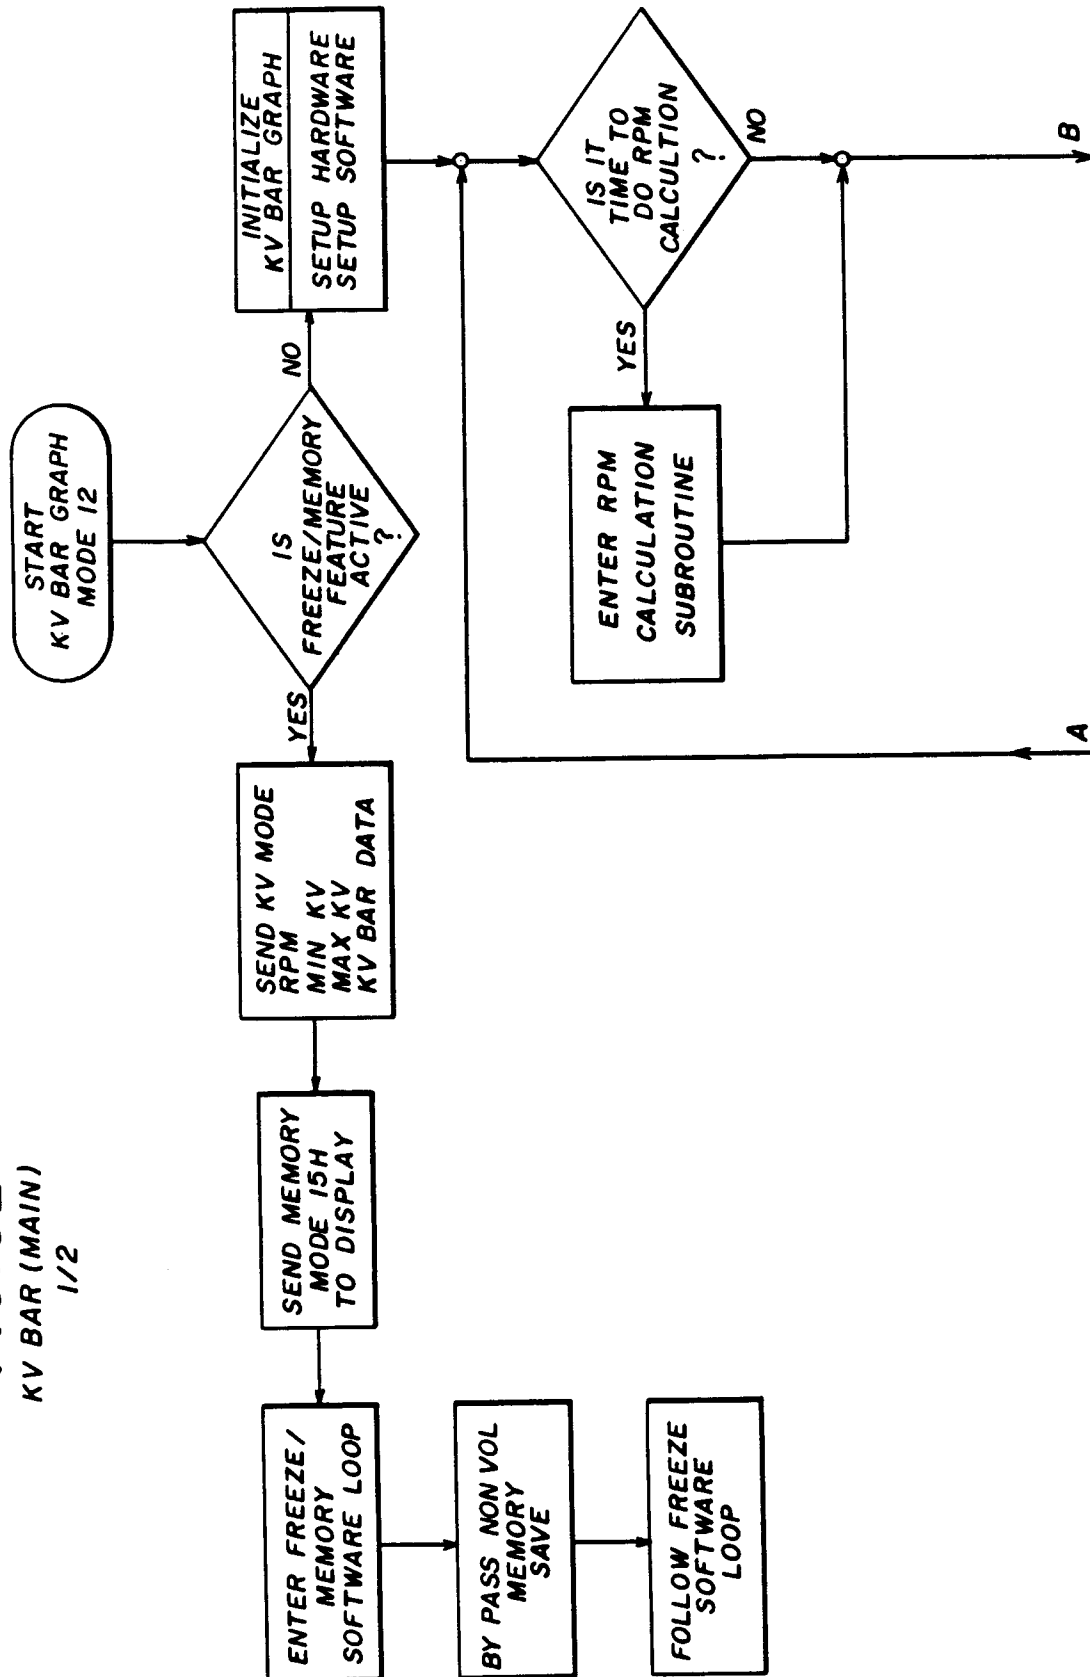 KV BAR (MAIN)
1/2
START
KV BAR GRAPH
MODE 12
IS
FREEZE/MEMORY
FEATURE
ACTIVE
?
YES
NO
INITIALIZE
KV BAR GRAPH
SETUP HARDWARE
SETUP SOFTWARE
SEND KV MODE
RPM
MIN KV
MAX KV
KV BAR DATA
SEND MEMORY
MODE 15H
TO DISPLAY
ENTER FREEZE/
MEMORY
SOFTWARE LOOP
BY PASS NON VOL
MEMORY
SAVE
FOLLOW FREEZE
SOFTWARE
LOOP
IS IT
TIME TO
DO RPM
CALCULTION
?
YES
NO
ENTER RPM
CALCULATION
SUBROUTINE
A
B